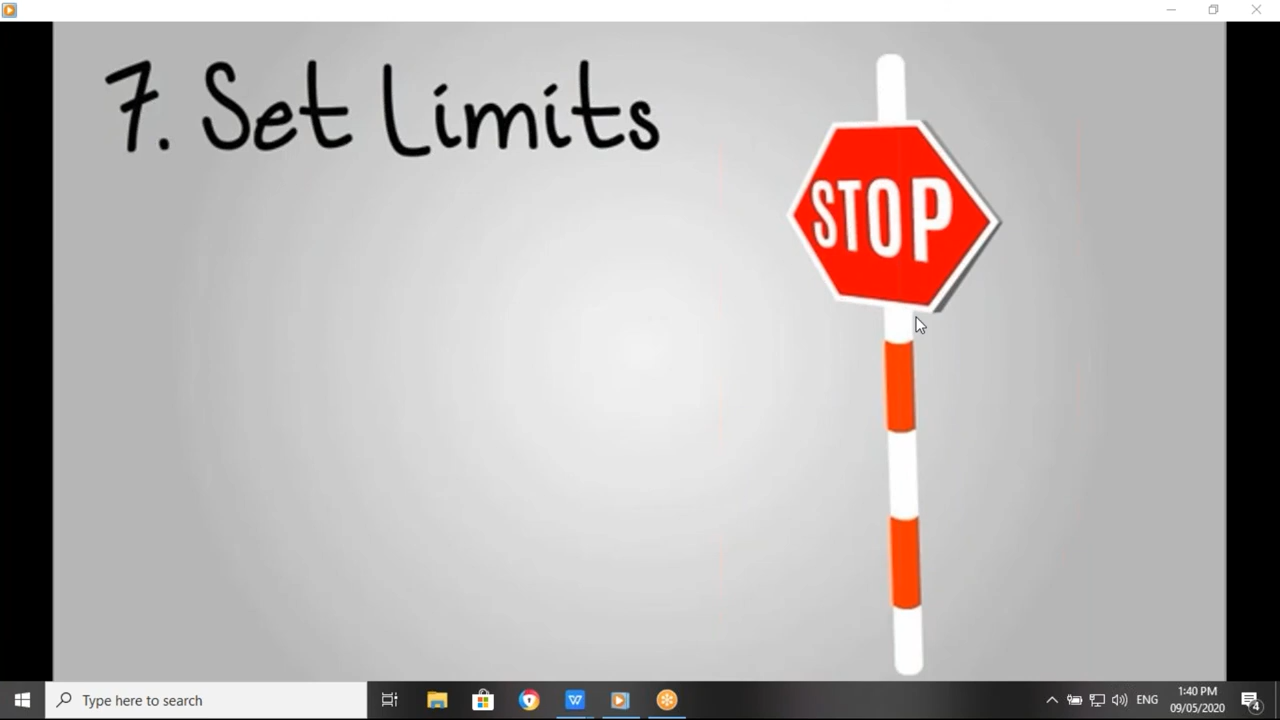 7. Set Limits
STOP
Type here to search
W
ENG
1:40 PM
09/05/2020
4